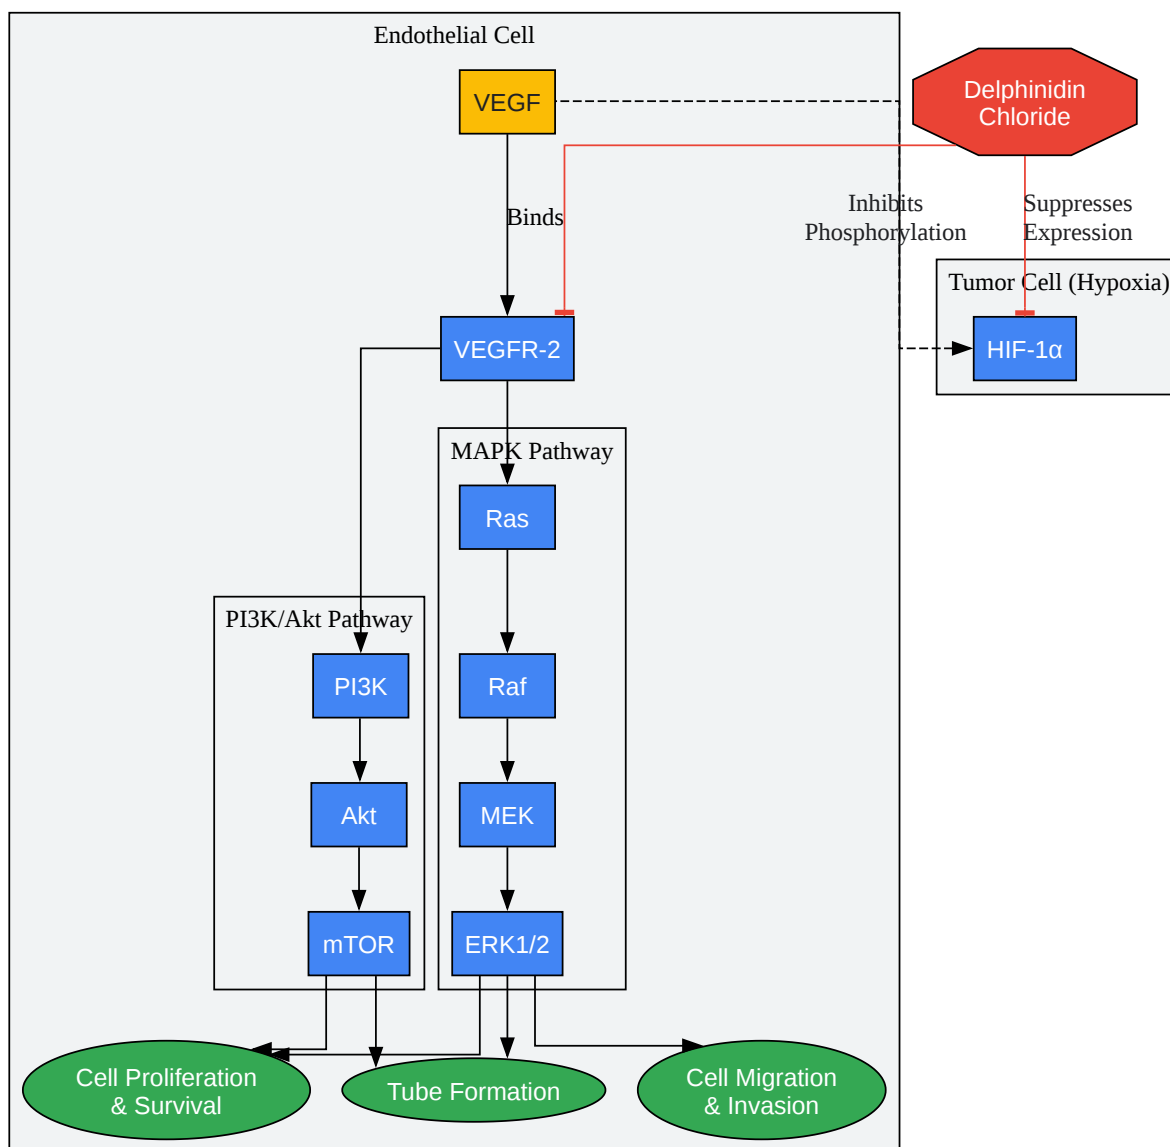 Endothelial Cell
VEGF
Delphinidin
Chloride
Binds
Inhibits
Phosphorylation
Suppresses
Expression
Tumor Cell (Hypoxia)
VEGFR-2
HIF-1α
MAPK Pathway
Ras
PI3K/Akt Pathway
PI3K
Raf
Akt
MEK
mTOR
ERK1/2
Cell Proliferation
& Survival
Tube Formation
Cell Migration
& Invasion